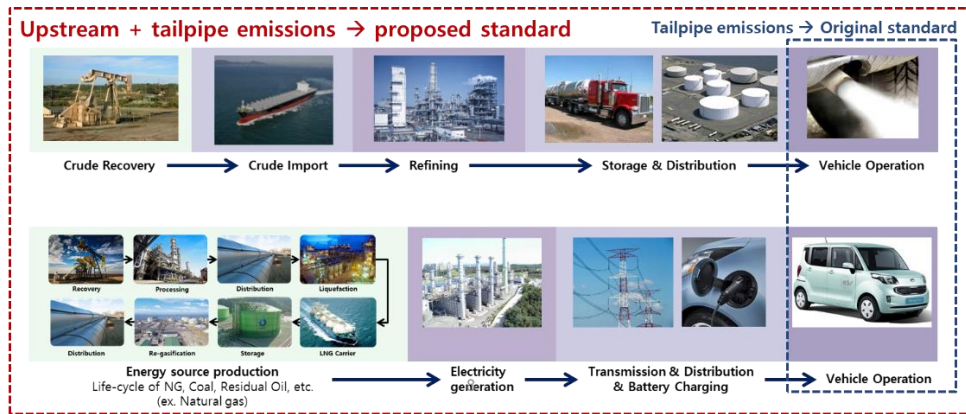 Upstream + tailpipe emissions → proposed standard
Tailpipe emissions → Original standard
Crude Recovery
Crude Import
Refining
Storage & Distribution
Vehicle Operation
Recovery
Processing
Distribution
Liquefaction
Distribution
Re-gasification
Storage
LNG Carrier
Energy source production
Life-cycle of NG, Coal, Residual Oil, etc.
(ex. Natural gas)
Electricity
generation
Transmission & Distribution
& Battery Charging
Vehicle Operation